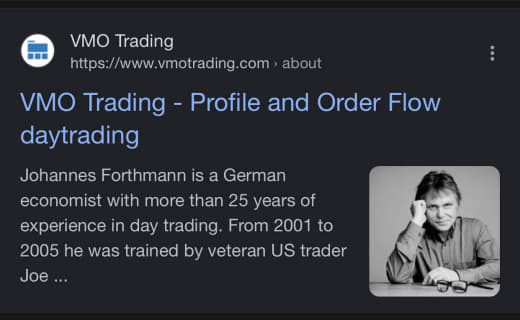 VMO Trading
https://www.vmotrading.com › about
VMO Trading - Profile and Order Flow
daytrading
Johannes Forthmann is a German
economist with more than 25 years of
experience in day trading. From 2001 to
2005 he was trained by veteran US trader
Joe ...